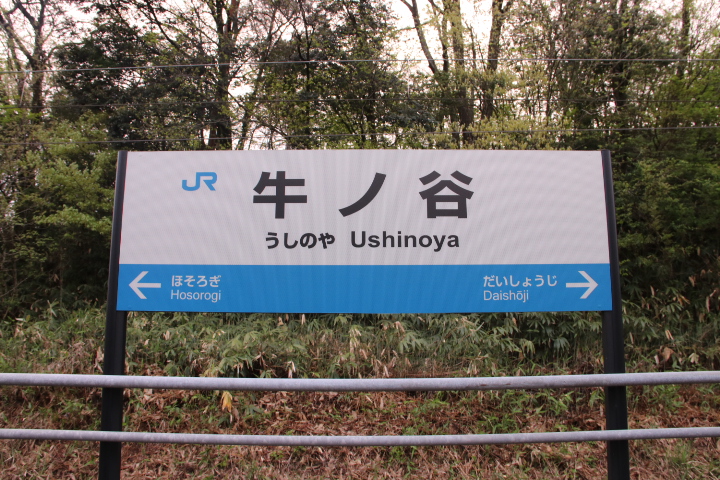 JR 牛ノ谷
うしのや Ushinoya
← ほそろぎ だいしょうじ →
Hosorogi Daishōji